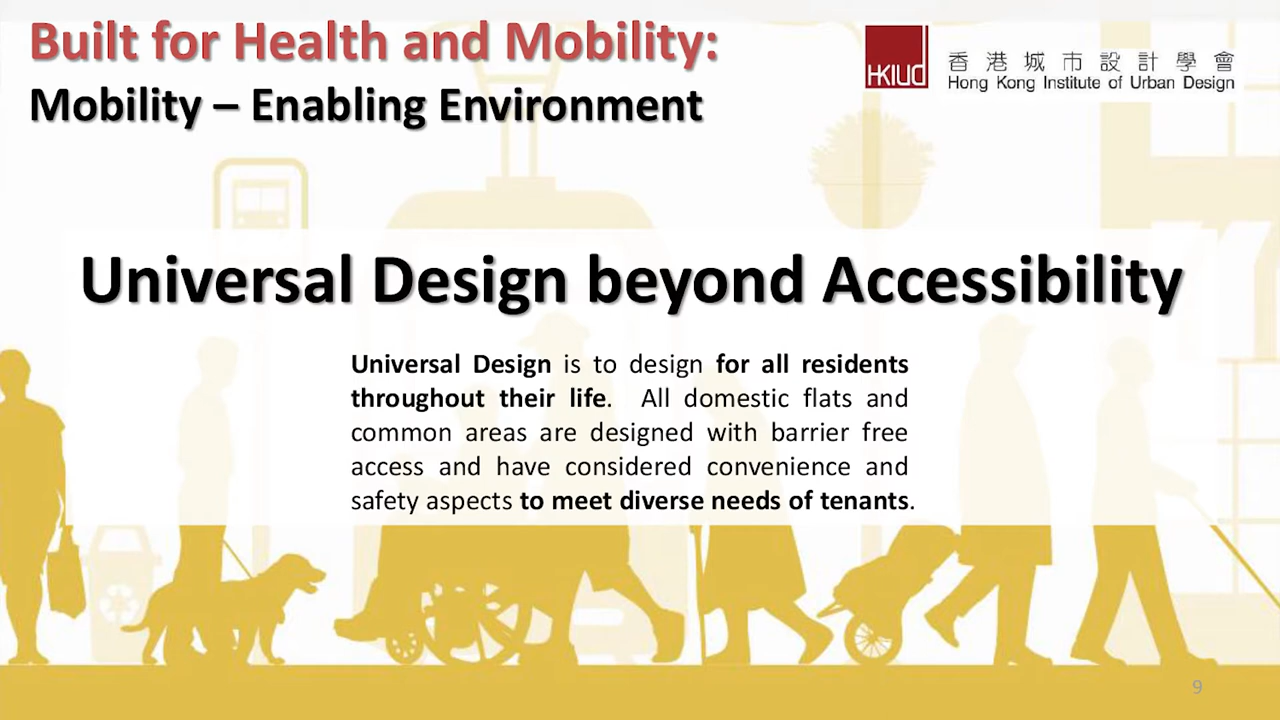 Built for Health and Mobility:
Mobility – Enabling Environment
HKIUD
香港城市設計學會
Hong Kong Institute of Urban Design
Universal Design beyond Accessibility
Universal Design is to design for all residents
throughout their life. All domestic flats and
common areas are designed with barrier free
access and have considered convenience and
safety aspects to meet diverse needs of tenants.
9